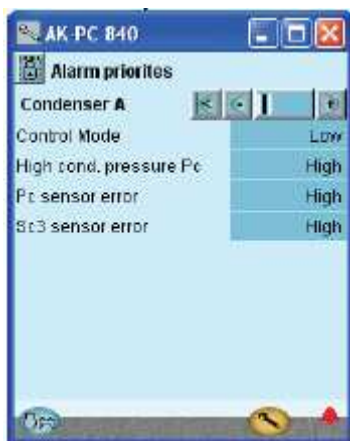 AK-PC 840
Alarm priorites
Condenser A
Control Mode Low
High cond. pressure Pc High
Pc sensor error High
Sc3 sensor error High